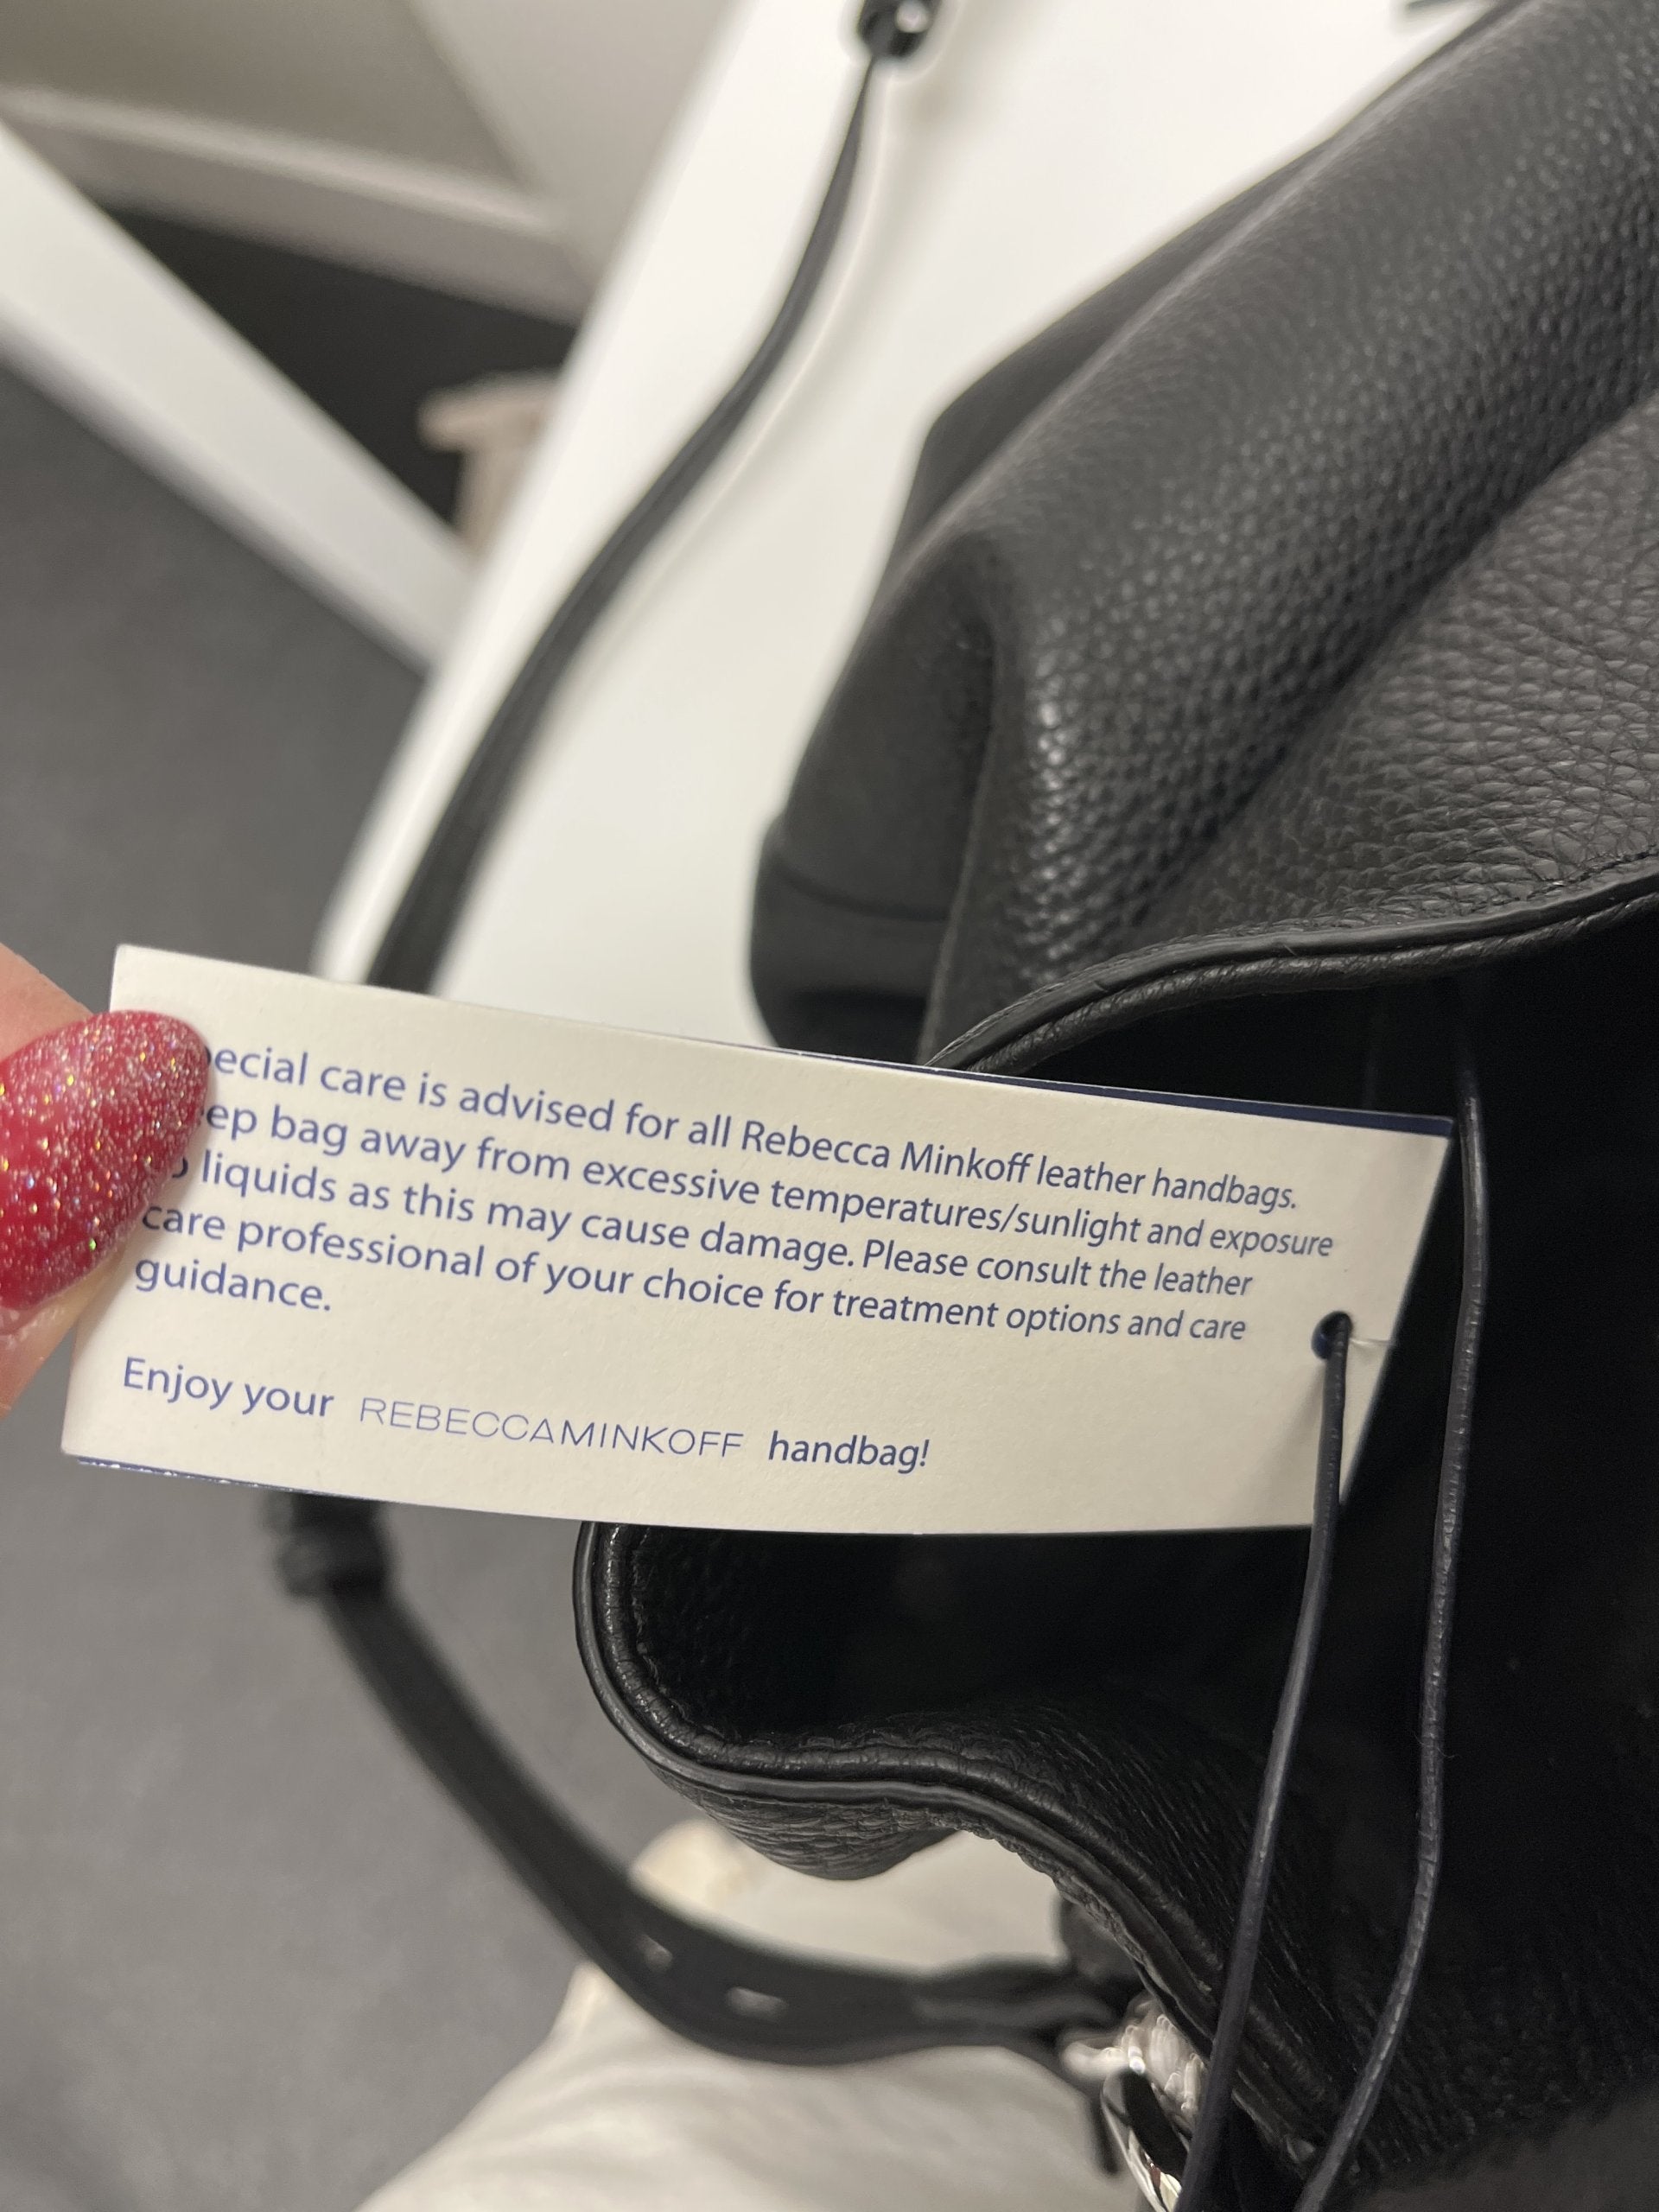 ecial care is advised for all Rebecca Minkoff leather handbags.
ep bag away from excessive temperatures/sunlight and exposure
liquids as this may cause damage. Please consult the leather
care professional of your choice for treatment options and care
guidance.
Enjoy your REBECCAMINKOFF handbag!